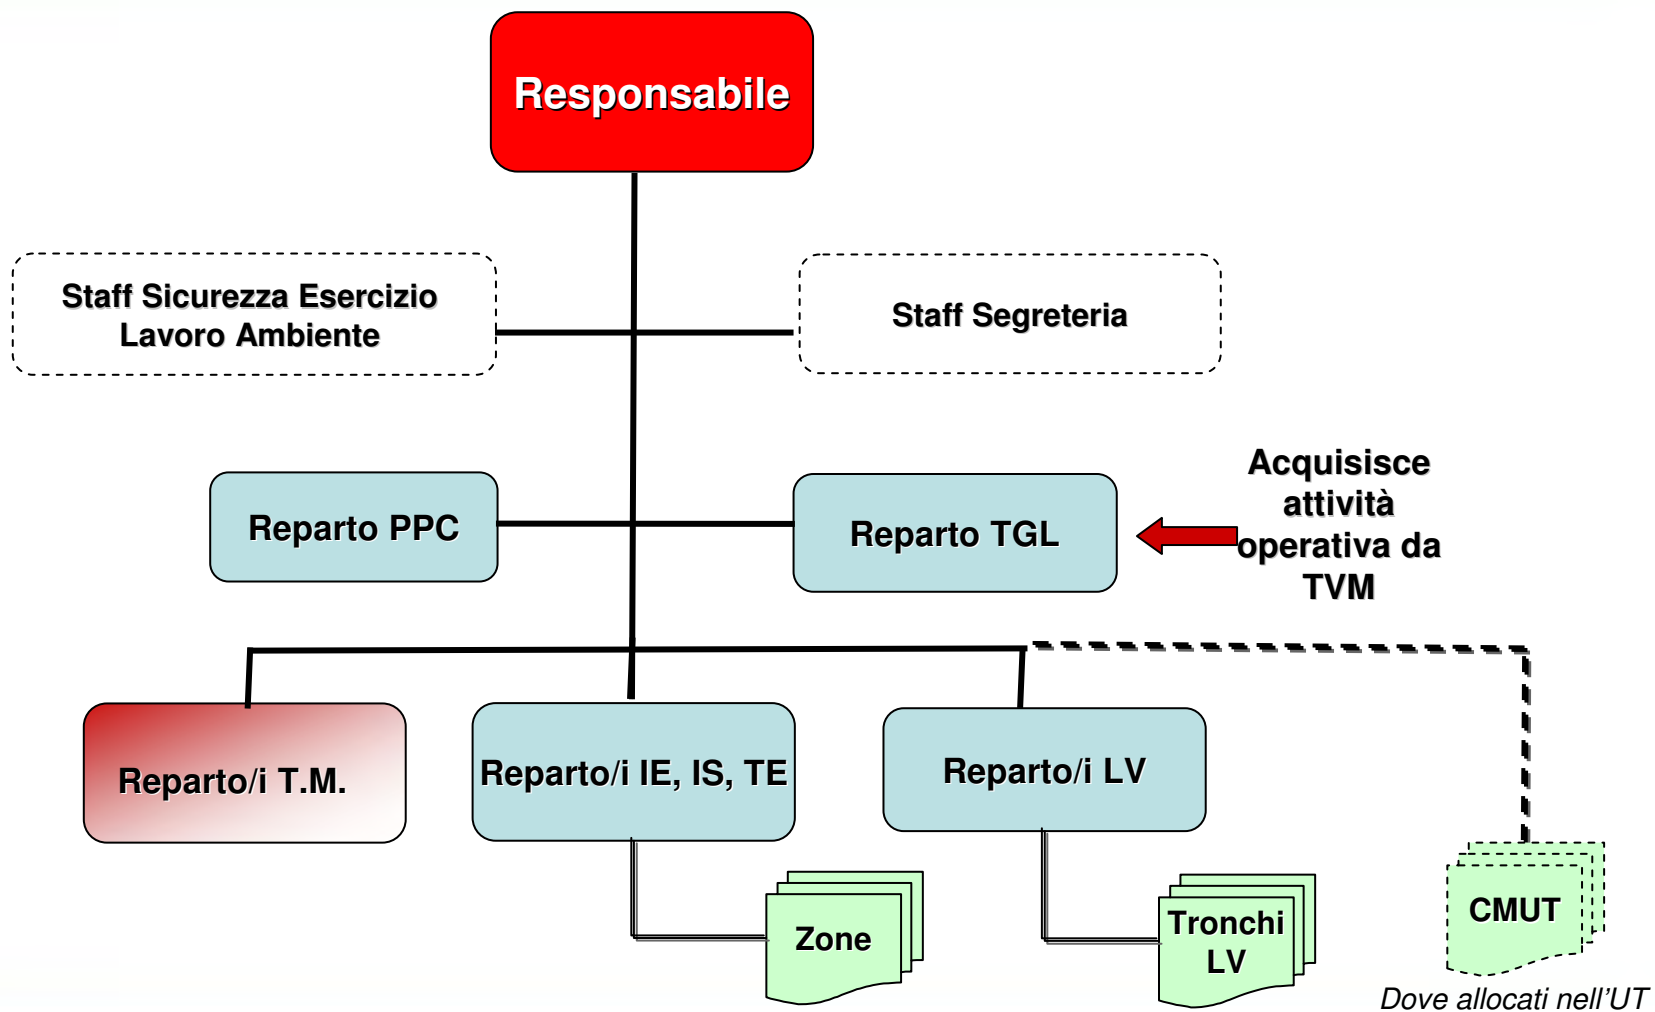 Responsabile
Staff Sicurezza Esercizio
Lavoro Ambiente
Staff Segreteria
Reparto PPC
Reparto TGL
Acquisisce
attività
operativa da
TVM
Reparto/i T.M.
Reparto/i IE, IS, TE
Reparto/i LV
Zone
Tronchi
LV
CMUT
Dove allocati nell’UT